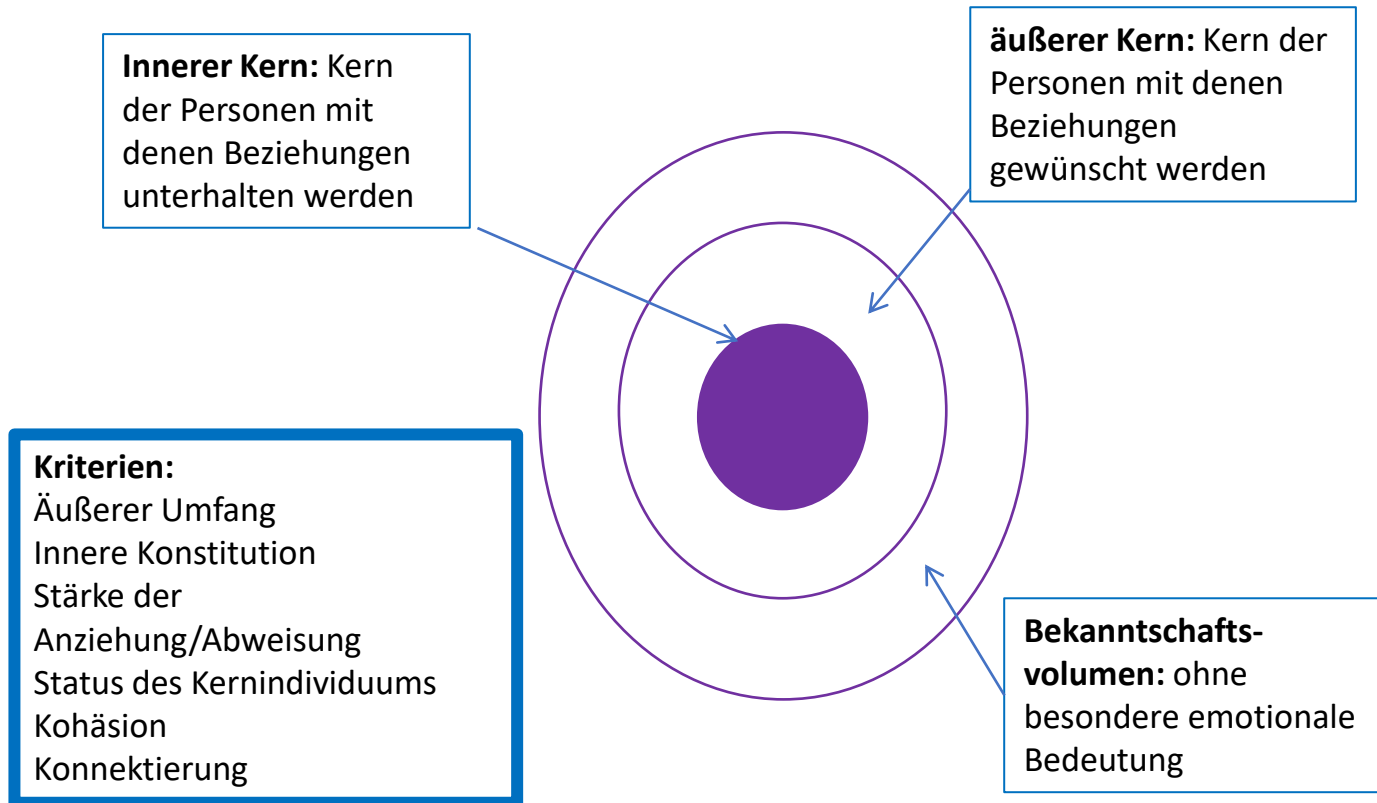 Innerer Kern: Kern
der Personen mit
denen Beziehungen
unterhalten werden
äußerer Kern: Kern der
Personen mit denen
Beziehungen
gewünscht werden
Kriterien:
Äußerer Umfang
Innere Konstitution
Stärke der
Anziehung/Abweisung
Status des Kernindividuums
Kohäsion
Konnektierung
Bekanntschafts-
volumen: ohne
besondere emotionale
Bedeutung